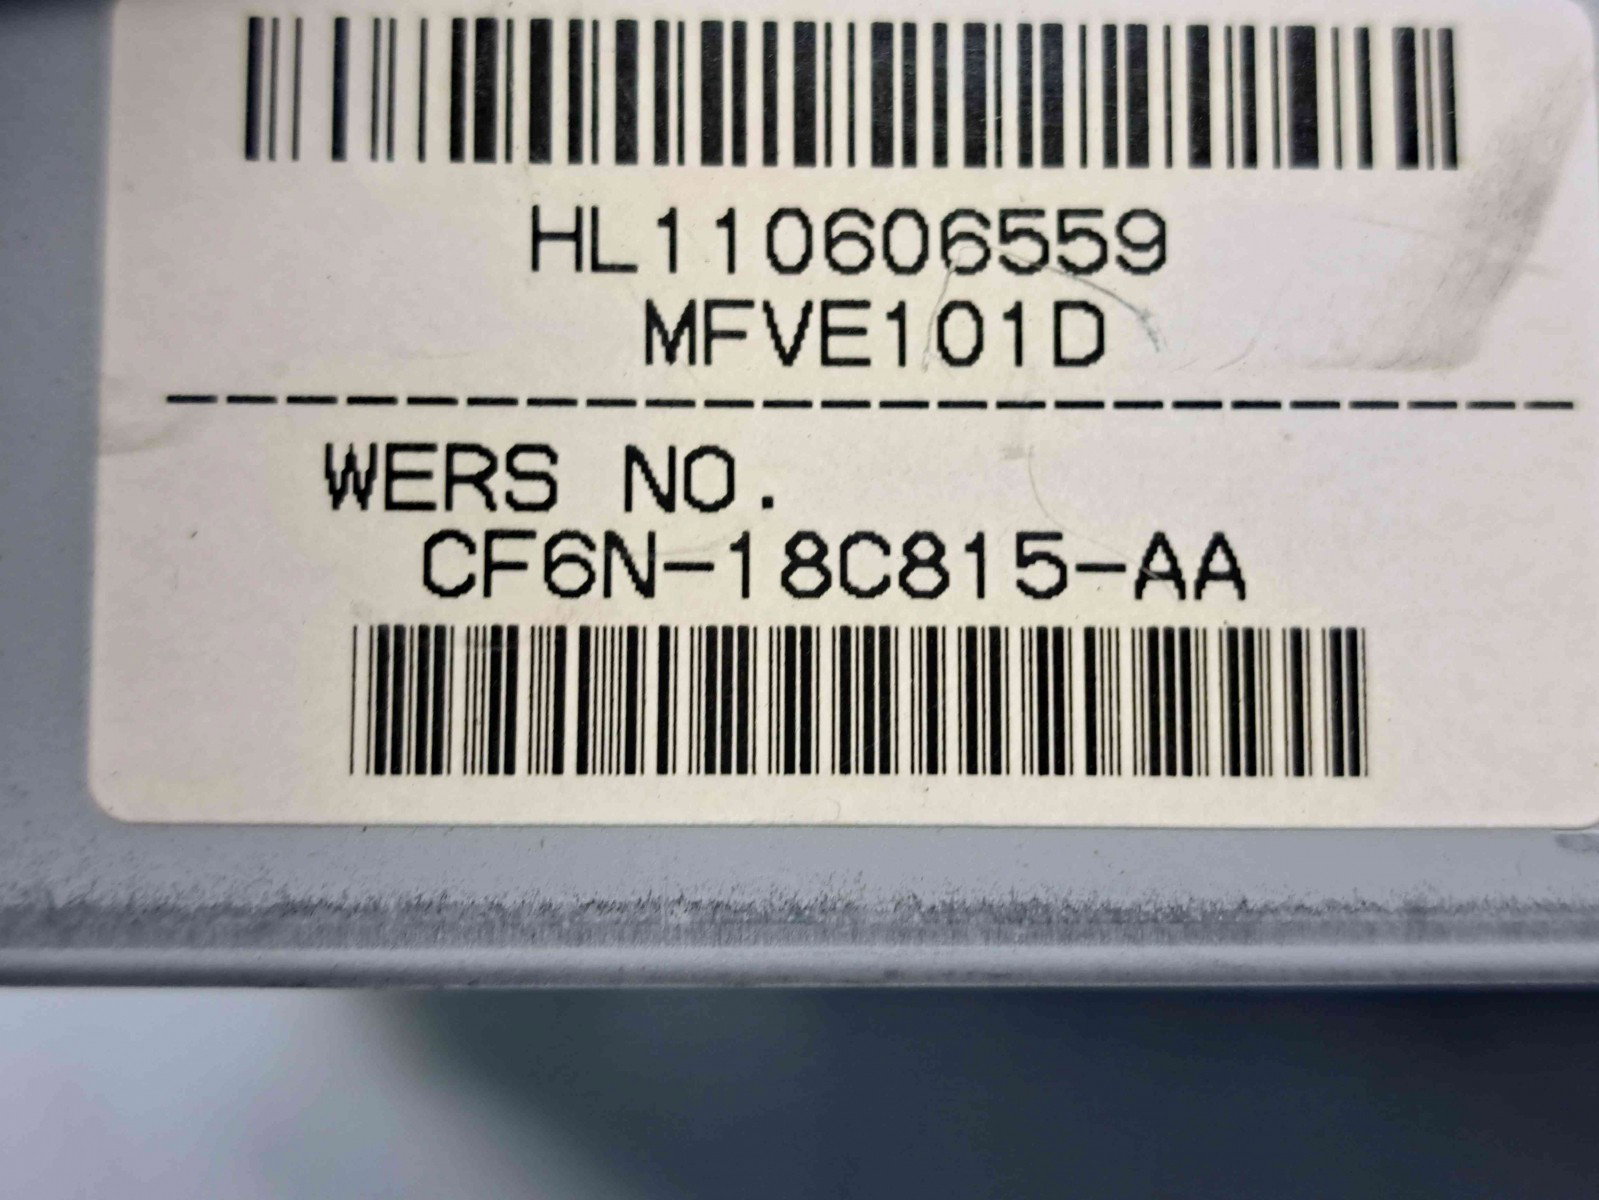 HL110606559
MFVE101D
WERS NO.
CF6N-18C815-AA